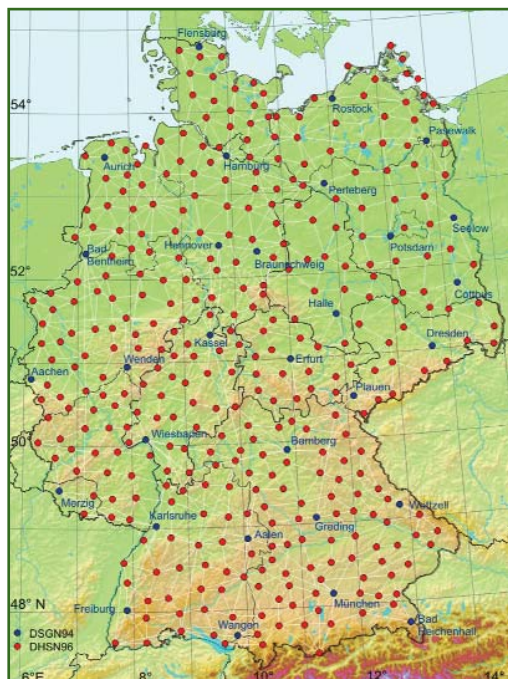 Flensburg
54°
Rostock
Pasewalk
Aurich
Hamburg
Perleberg
Seelow
Bad
Bentheim
Hannover
Potsdam
Braunschweig
52°
Halle
Cottbus
Kassel
Dresden
Wenden
Erfurt
Aachen
Plauen
50°
Wiesbaden
Bamberg
Merzig
Wettzell
Karlsruhe
Greding
Aalen
48° N
Freiburg
München
Wangen
Bad
Reichenhall
DSGN94
DHSN96
6°E
8°
10°
12°
14°